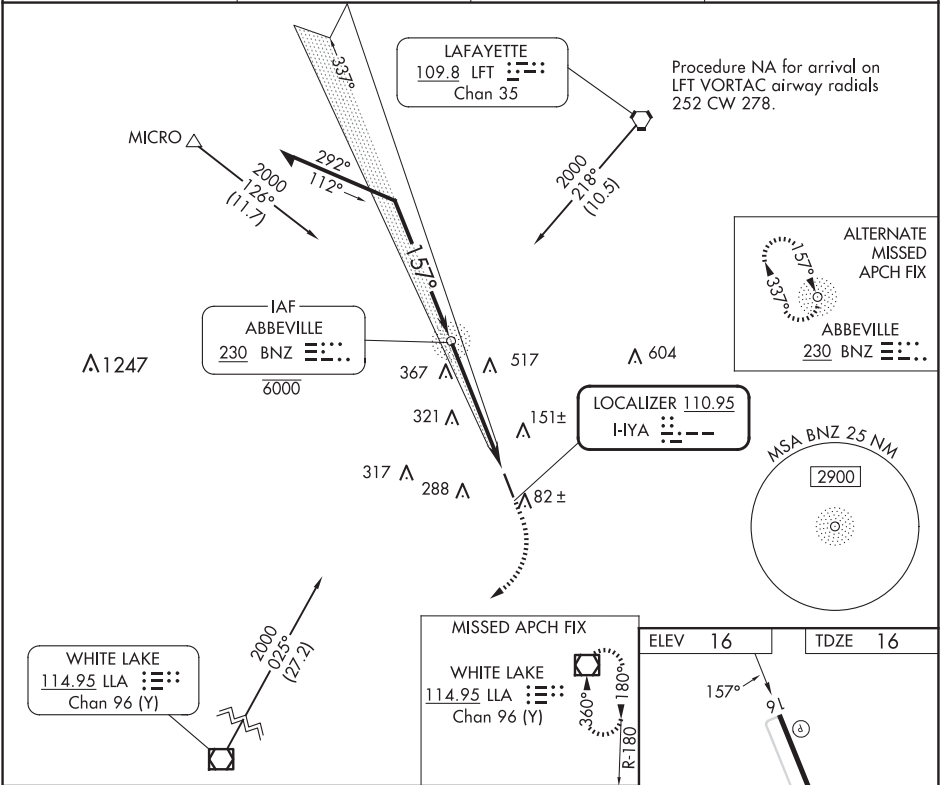 337°
LAFAYETTE
109.8 LFT
Chan 35
Procedure NA for arrival on
LFT VORTAC airway radials
252 CW 278.
MICRO
2000
126°
(11.7)
292°
112°
2000
218°
(10.5)
157°
ALTERNATE
MISSED
APCH FIX
157°
337°
ABBEVILLE
230 BNZ
IAF
ABBEVILLE
230 BNZ
6000
1247
367
517
604
321
151±
LOCALIZER 110.95
I-IYA
317
288
82 ±
MSA BNZ 25 NM
2900
2000
025°
(27.2)
WHITE LAKE
114.95 LLA
Chan 96 (Y)
MISSED APCH FIX
WHITE LAKE
114.95 LLA
Chan 96 (Y)
360°
180°
R-180
ELEV 16
TDZE 16
157°
16
P